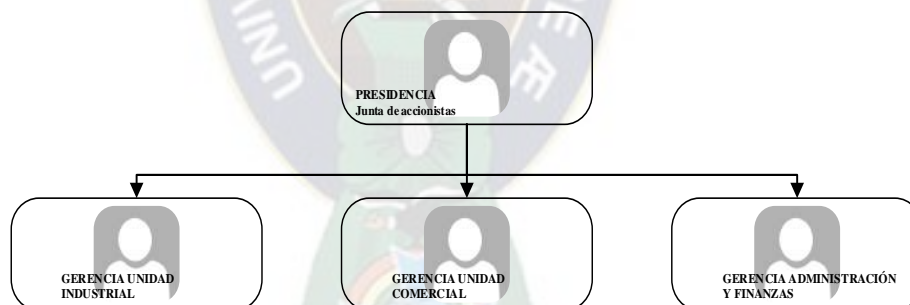 PRESIDENCIA
Junta de accionistas
GERENCIA UNIDAD
INDUSTRIAL
GERENCIA UNIDAD
COMERCIAL
GERENCIA ADMINISTRACIÓN
Y FINANZAS